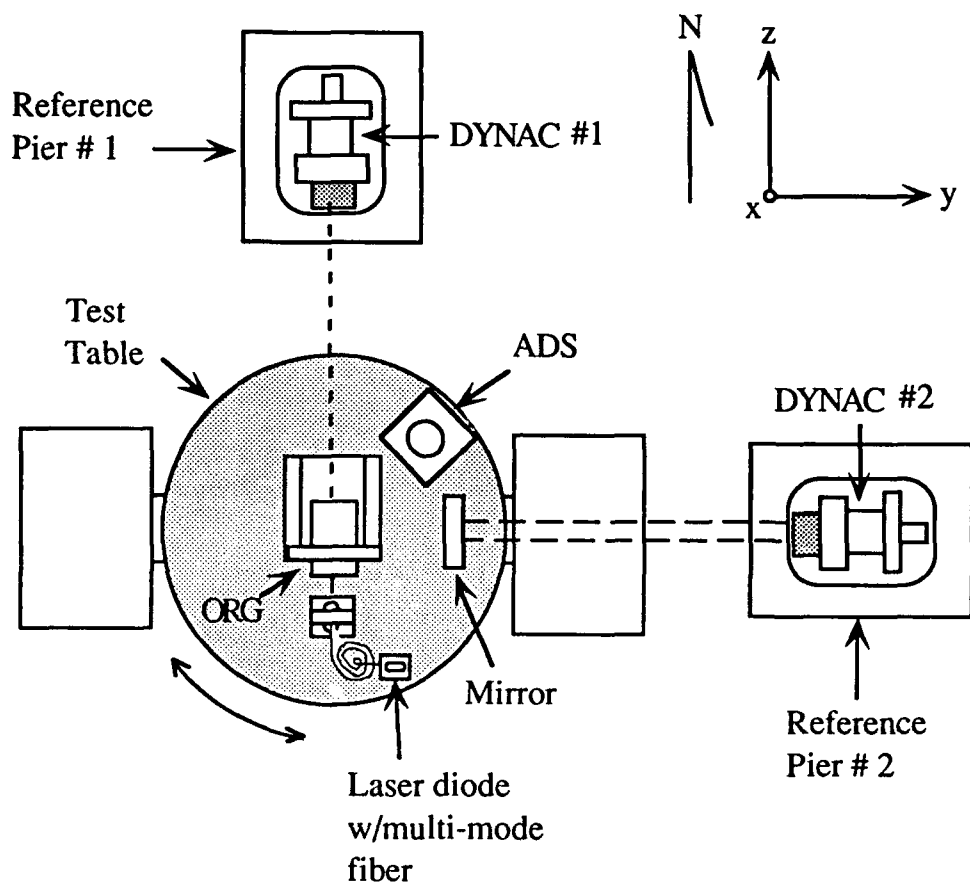 N
z
Reference
Pier # 1
DYNAC #1
x
y
Test
Table
ADS
DYNAC #2
ORG
Mirror
Reference
Pier # 2
Laser diode
w/multi-mode
fiber